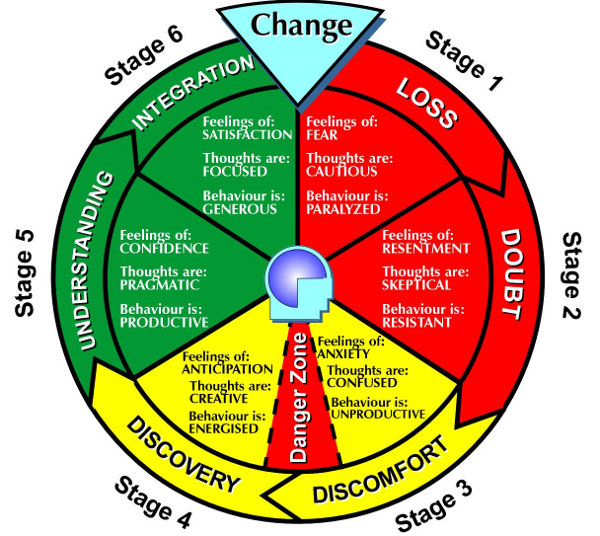 Change
Stage 1
LOSS
Feelings of:
FEAR
Thoughts are:
CAUTIOUS
Behaviour is:
PARALYZED
Stage 2
DOUBT
Feelings of:
RESENTMENT
Thoughts are:
SKEPTICAL
Behaviour is:
RESISTANT
Stage 3
DISCOMFORT
Feelings of:
ANXIETY
Thoughts are:
CONFUSED
Behaviour is:
UNPRODUCTIVE
Danger Zone
Stage 4
DISCOVERY
Feelings of:
ANTICIPATION
Thoughts are:
CREATIVE
Behaviour is:
ENERGISED
Stage 5
UNDERSTANDING
Feelings of:
CONFIDENCE
Thoughts are:
PRAGMATIC
Behaviour is:
PRODUCTIVE
Stage 6
INTEGRATION
Feelings of:
SATISFACTION
Thoughts are:
FOCUSED
Behaviour is:
GENEROUS